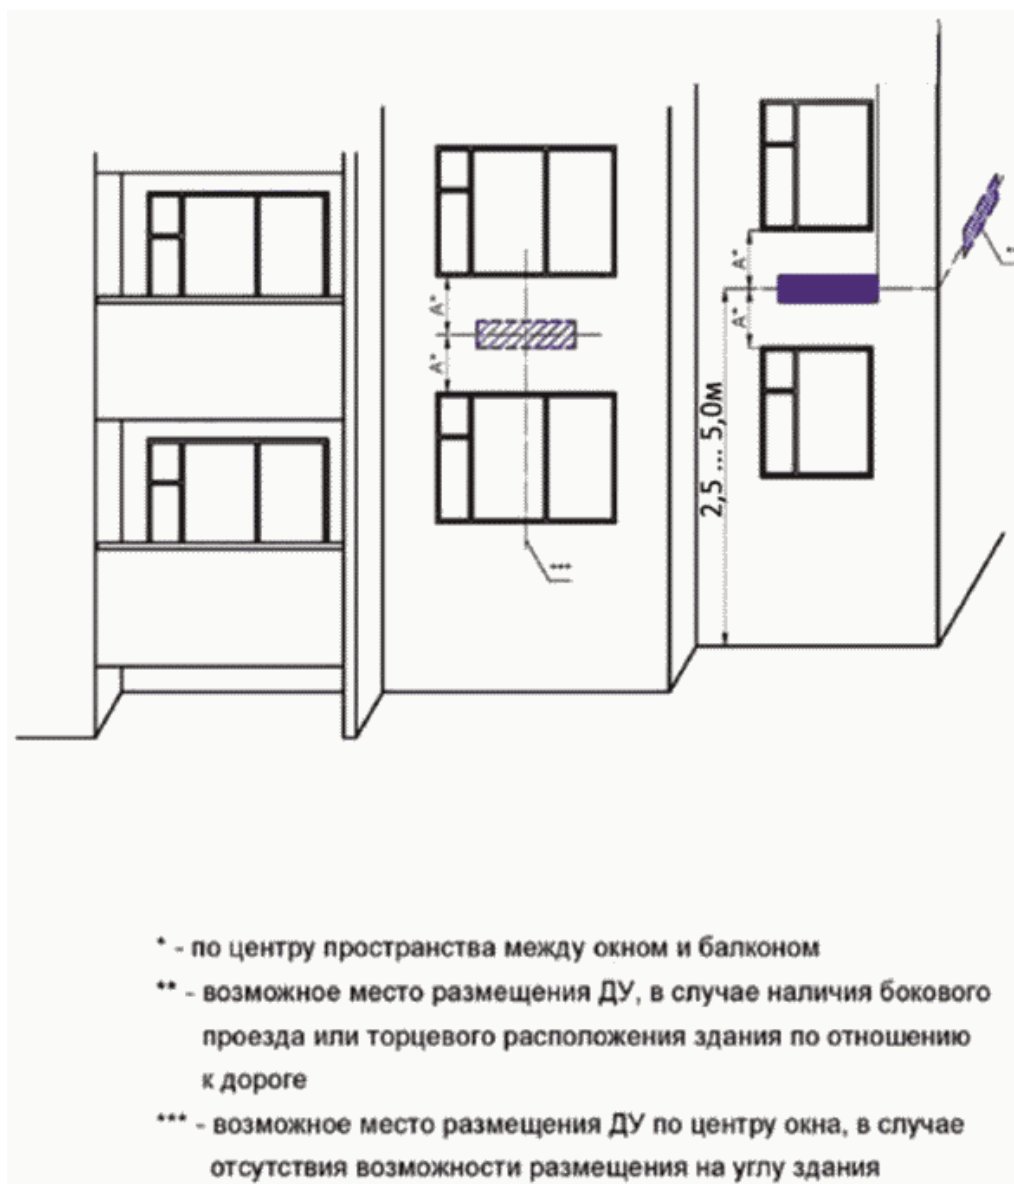 А*
А*
А*
А*
2,5 ... 5,0м
***
* - по центру пространства между окном и балконом
** - возможное место размещения ДУ, в случае наличия бокового
проезда или торцевого расположения здания по отношению
к дороге
*** - возможное место размещения ДУ по центру окна, в случае
отсутствия возможности размещения на углу здания